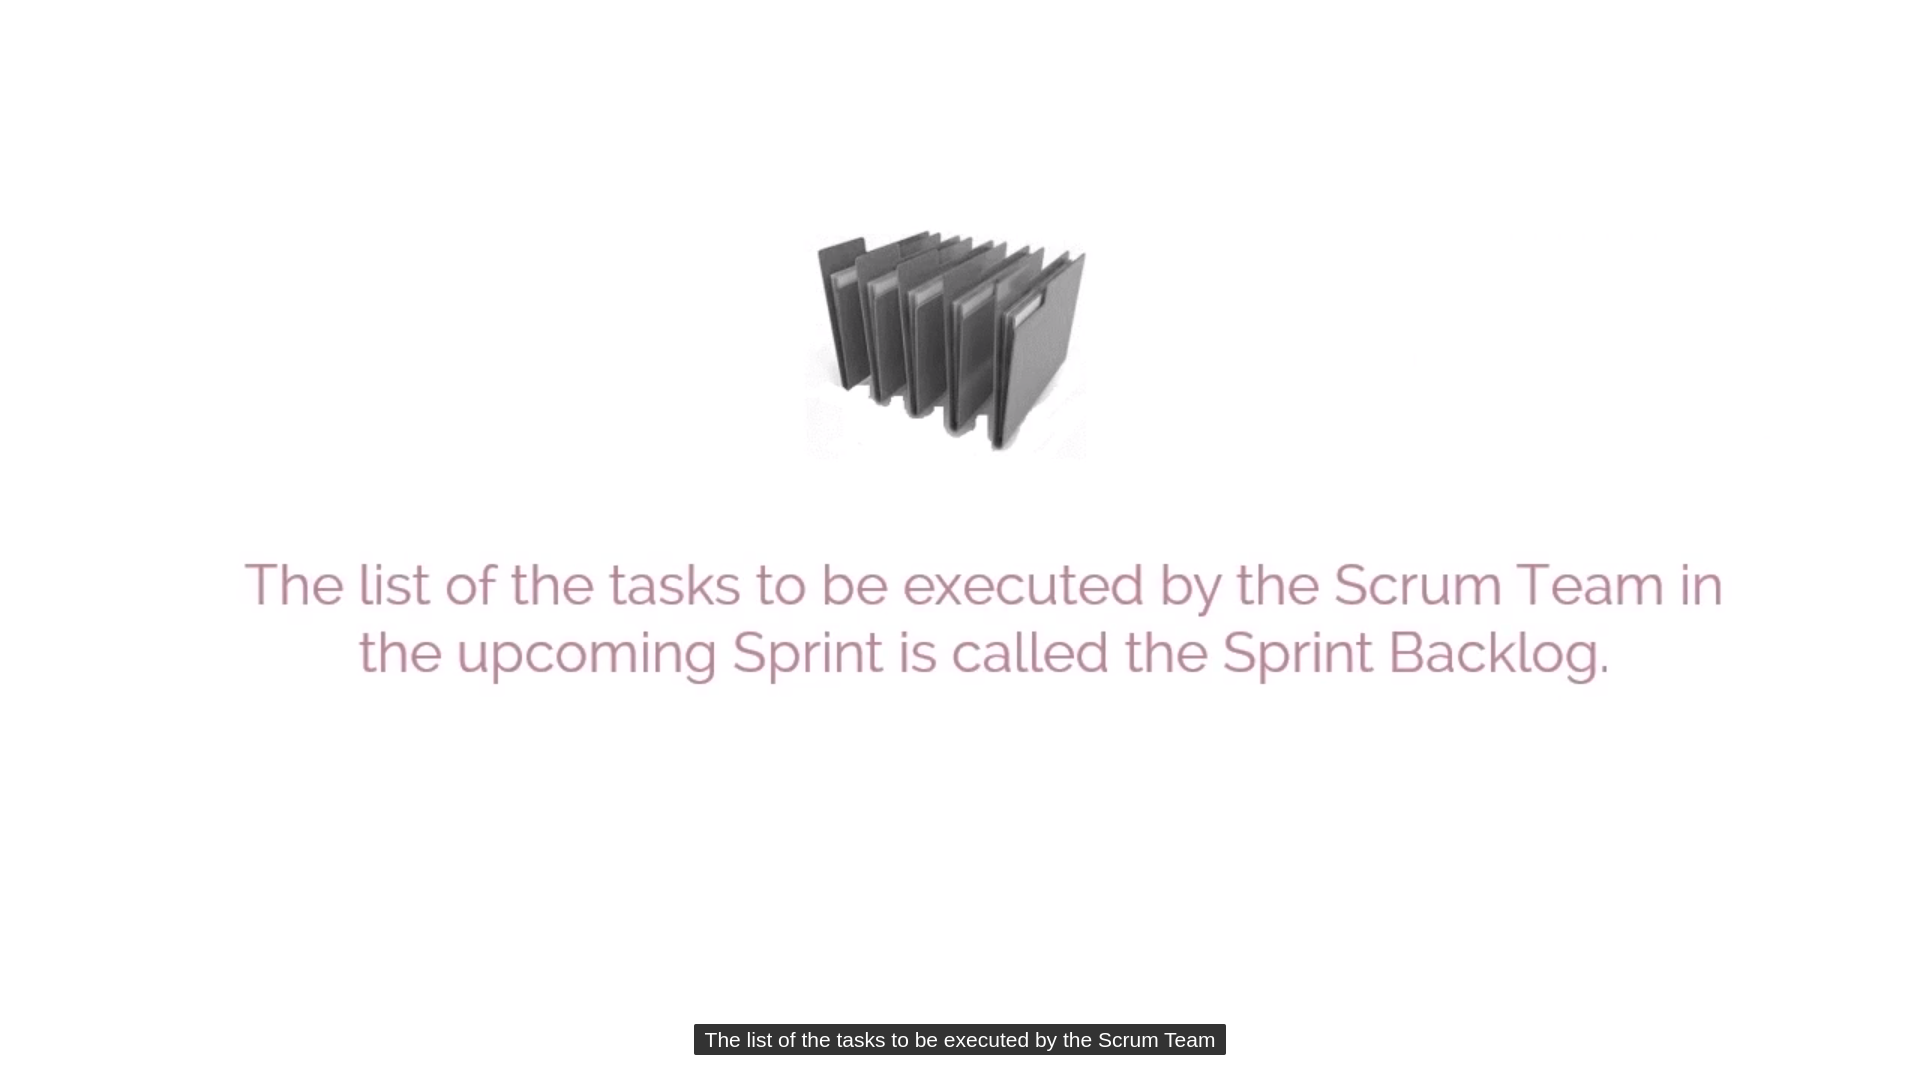 The list of the tasks to be executed by the Scrum Team in
the upcoming Sprint is called the Sprint Backlog.
The list of the tasks to be executed by the Scrum Team